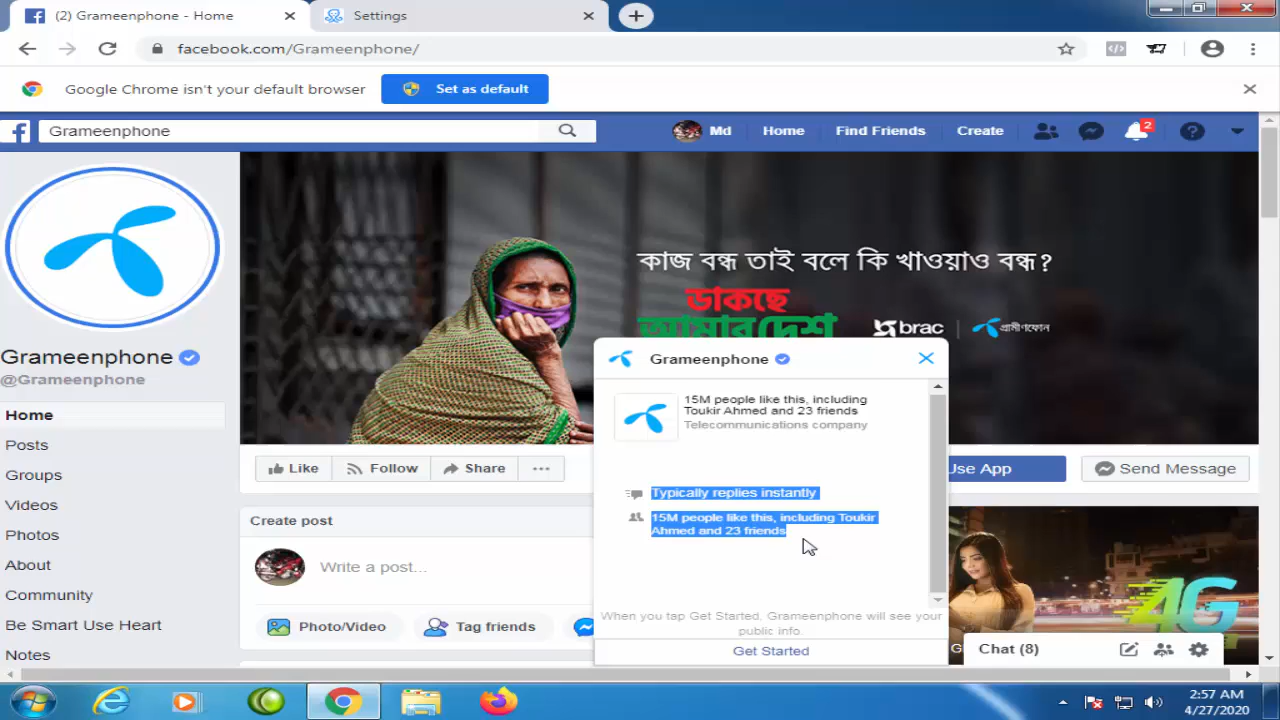 (2) Grameenphone - Home
Settings
facebook.com/Grameenphone/
Google Chrome isn't your default browser
Set as default
Grameenphone
Md
Home
Find Friends
Create
2
কাজ বন্ধ তাই বলে কি খাওয়াও বন্ধ?
ডাকছে
আমার দেশ
brac
গ্রামীণফোন
Grameenphone
@Grameenphone
Home
Posts
Groups
Videos
Photos
About
Community
Be Smart Use Heart
Notes
Like
Follow
Share
Use App
Send Message
Create post
Write a post...
Photo/Video
Tag friends
Grameenphone
15M people like this, including
Toukir Ahmed and 23 friends
Telecommunications company
Typically replies instantly
15M people like this, including Toukir
Ahmed and 23 friends
When you tap Get Started, Grameenphone will see your
public info.
Get Started
4G
Chat (8)
2:57 AM
4/27/2020